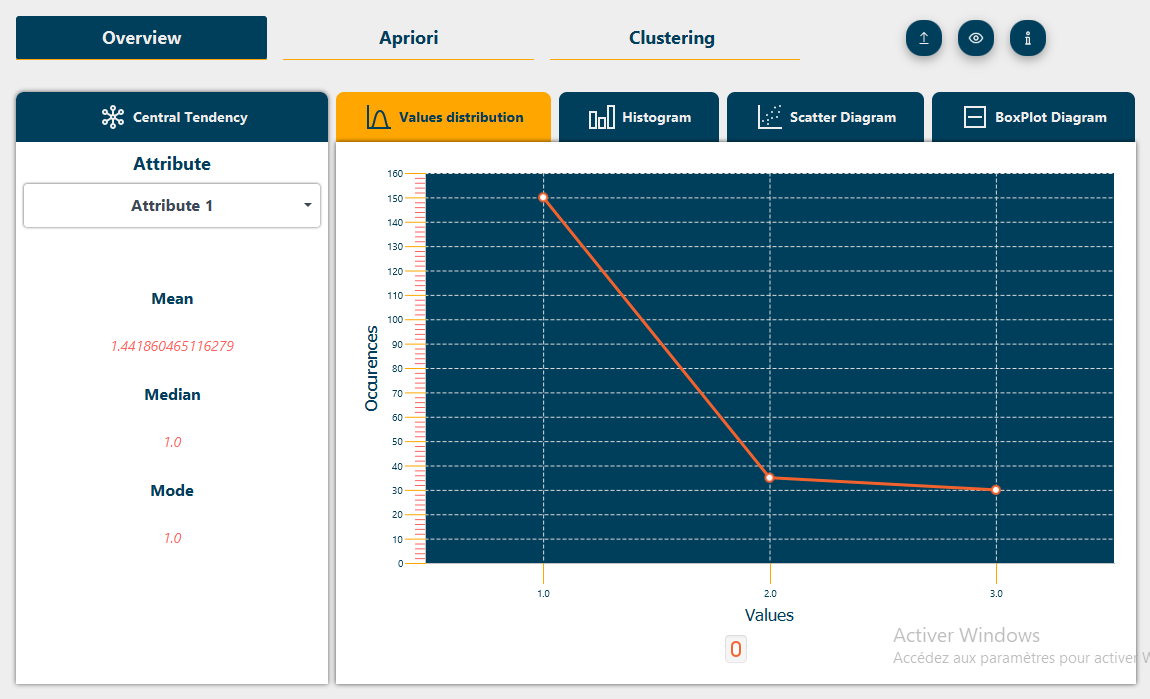 Overview
Apriori
Clustering
Central Tendency
Values distribution
Histogram
Scatter Diagram
BoxPlot Diagram
Attribute
Attribute 1
Mean
1.441860465116279
Median
1.0
Mode
1.0
Occurences
160
150
140
130
120
110
100
90
80
70
60
50
40
30
20
10
0
1.0
2.0
3.0
Values
0
Activer Windows
Accédez aux paramètres pour activer W